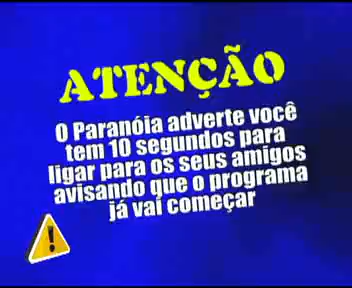 ATENÇÃO
O Paranóia adverte você
tem 10 segundos para
ligar para os seus amigos
avisando que o programa
já vai começar